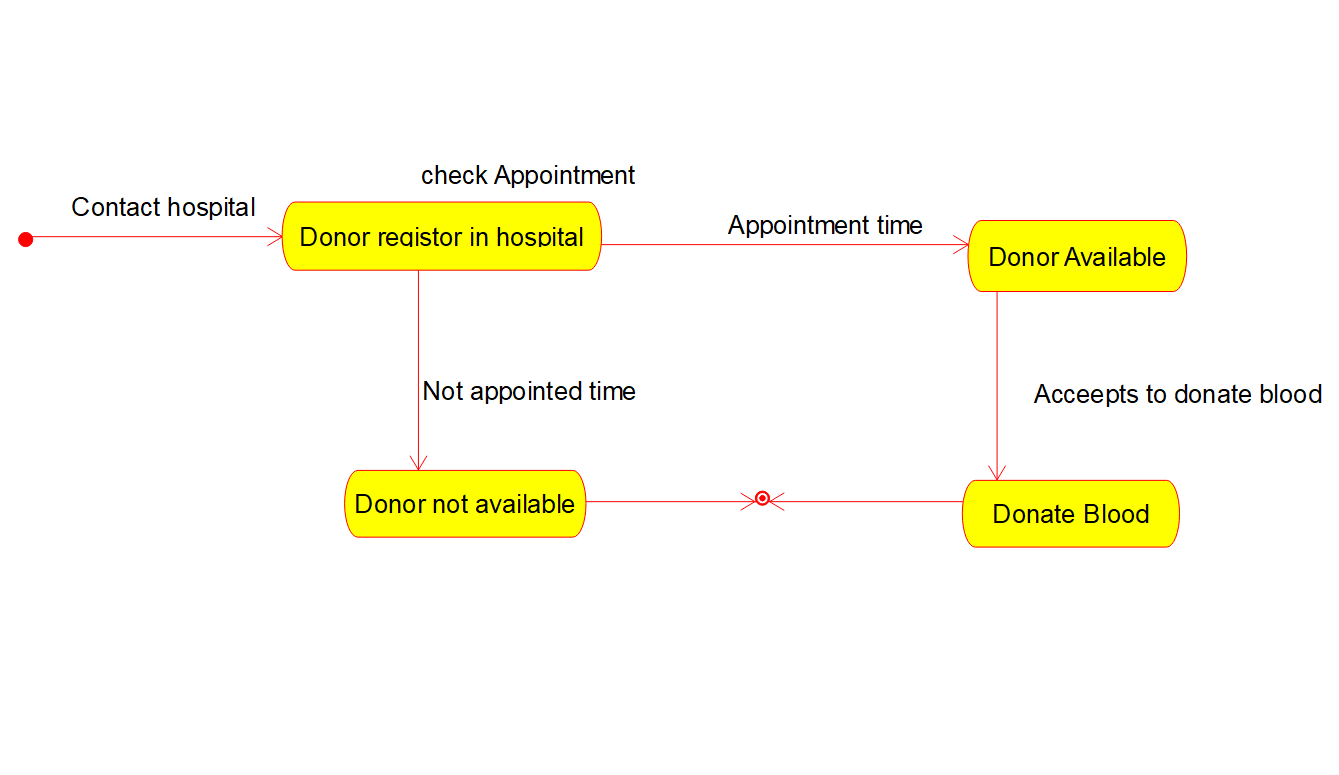 check Appointment
Contact hospital
Donor registor in hospital
Appointment time
Donor Available
Not appointed time
Acceepts to donate blood
Donor not available
Donate Blood